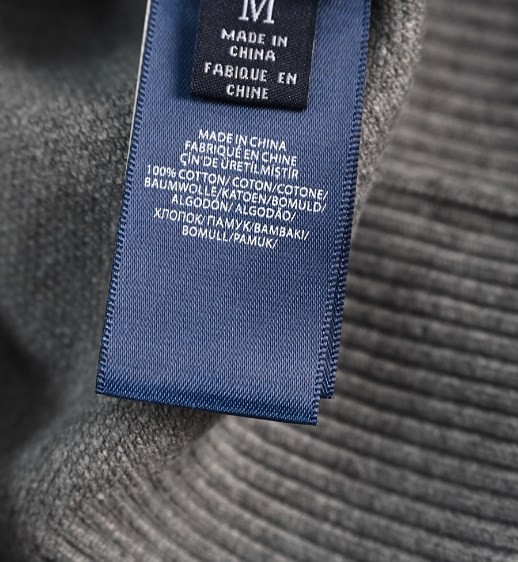 M
MADE IN
CHINA
FABIQUE EN
CHINE
MADE IN CHINA
FABRIQUÉ EN CHINE
ÇİN'DE ÜRETİLMİŞTİR
100% COTTON/ COTON/COTONE/
BAUMWOLLE/KATOEN/BOMULD/
ALGODÓN/ ALGODÃO/
ХЛОПОК/ ПАМУК/BAMBAKI/
BOMULL/PAMUK/